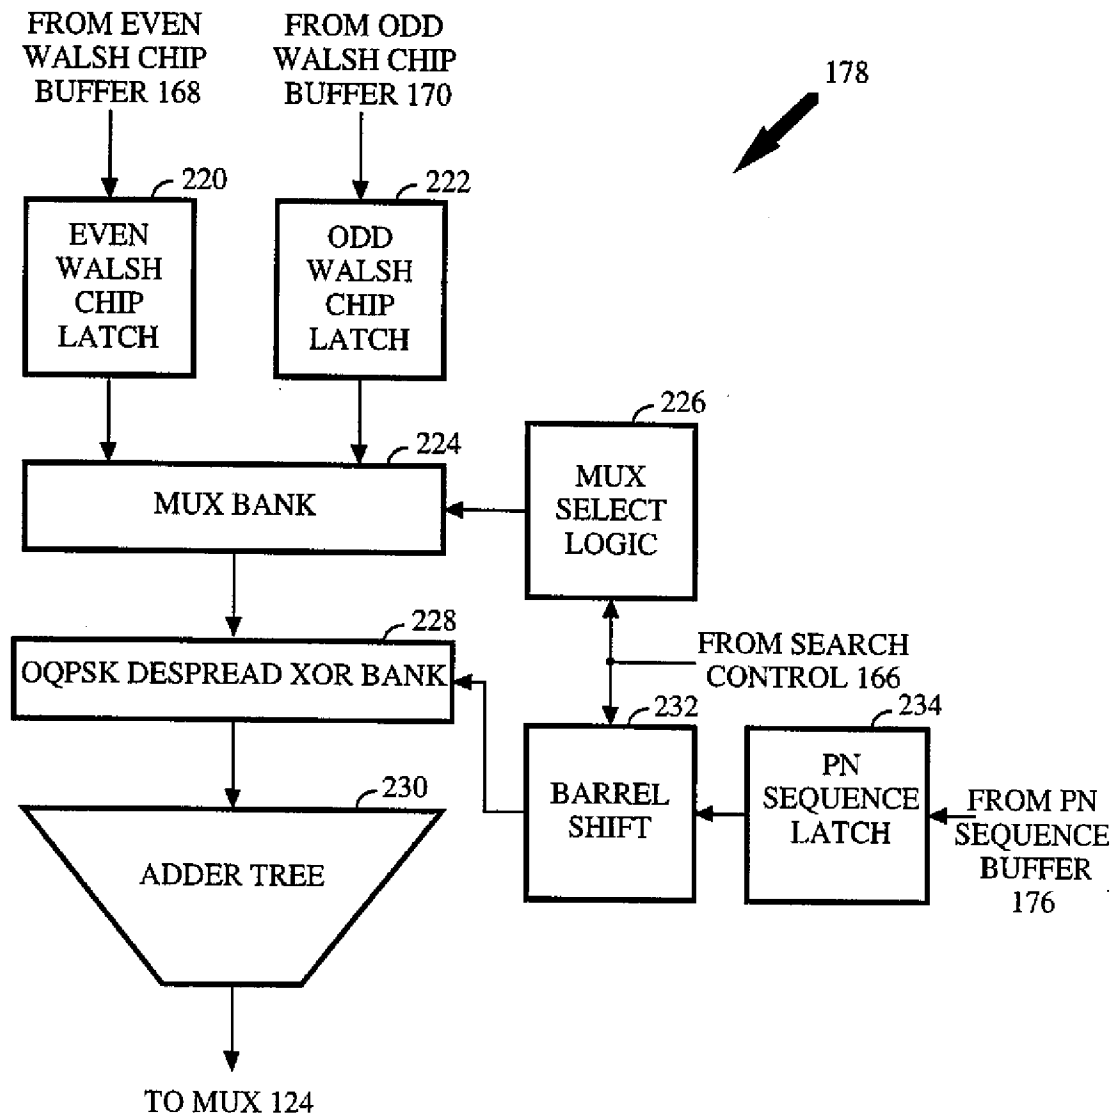 FROM EVEN
WALSH CHIP
BUFFER 168
FROM ODD
WALSH CHIP
BUFFER 170
178
220
EVEN
WALSH
CHIP
LATCH
222
ODD
WALSH
CHIP
LATCH
224
MUX BANK
226
MUX
SELECT
LOGIC
228
OQPSK DESPREAD XOR BANK
FROM SEARCH
CONTROL 166
230
ADDER TREE
232
BARREL
SHIFT
234
PN
SEQUENCE
LATCH
FROM PN
SEQUENCE
BUFFER
176
TO MUX 124